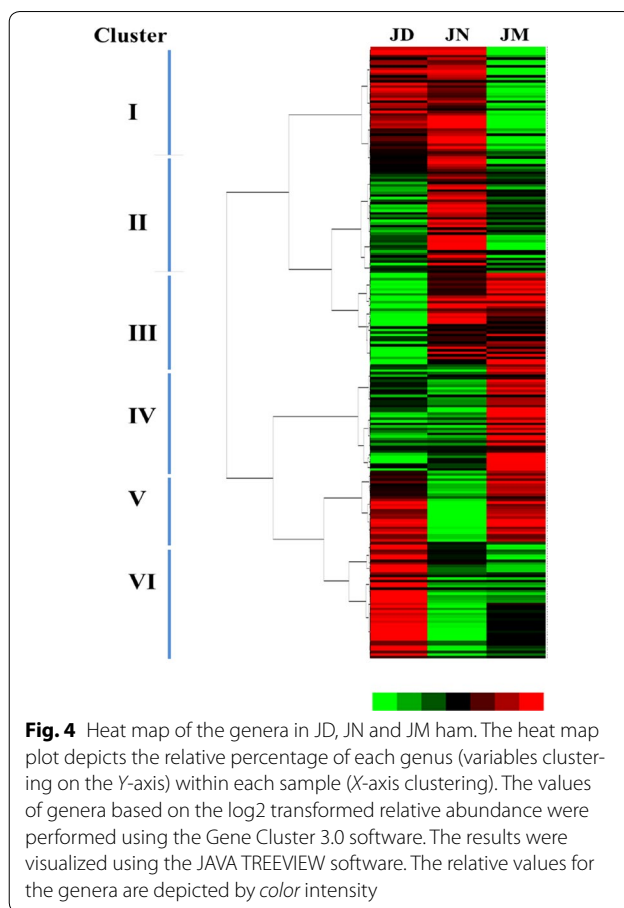 Cluster JD JN JM
I
II
III
IV
V
VI
Fig. 4 Heat map of the genera in JD, JN and JM ham. The heat map
plot depicts the relative percentage of each genus (variables cluster-
ing on the Y-axis) within each sample (X-axis clustering). The values
of genera based on the log2 transformed relative abundance were
performed using the Gene Cluster 3.0 software. The results were
visualized using the JAVA TREEVIEW software. The relative values for
the genera are depicted by color intensity